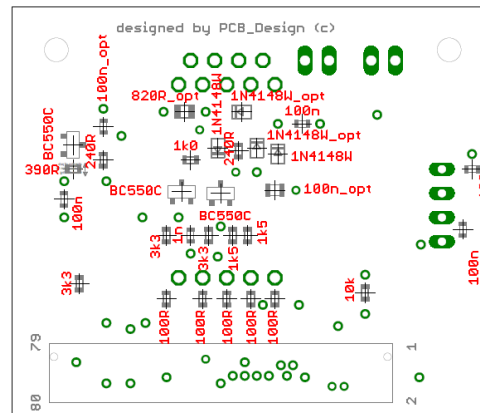 designed by PCB_Design (c)
100n_opt
820R_opt
1N4148W
1N4148W_opt
100n
BC550C
240R
1k0
240R
1N4148W_opt
1N4148W
390R
100n
BC550C
BC550C
100n_opt
3k3
1n
3k3
1k5
1k5
100n
3k3
10k
100R
100R
100R
100R
100R
79
1
80
2